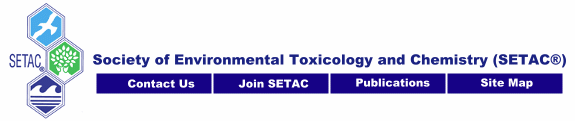 SETAC®
Society of Environmental Toxicology and Chemistry (SETAC®)
Contact Us Join SETAC Publications Site Map